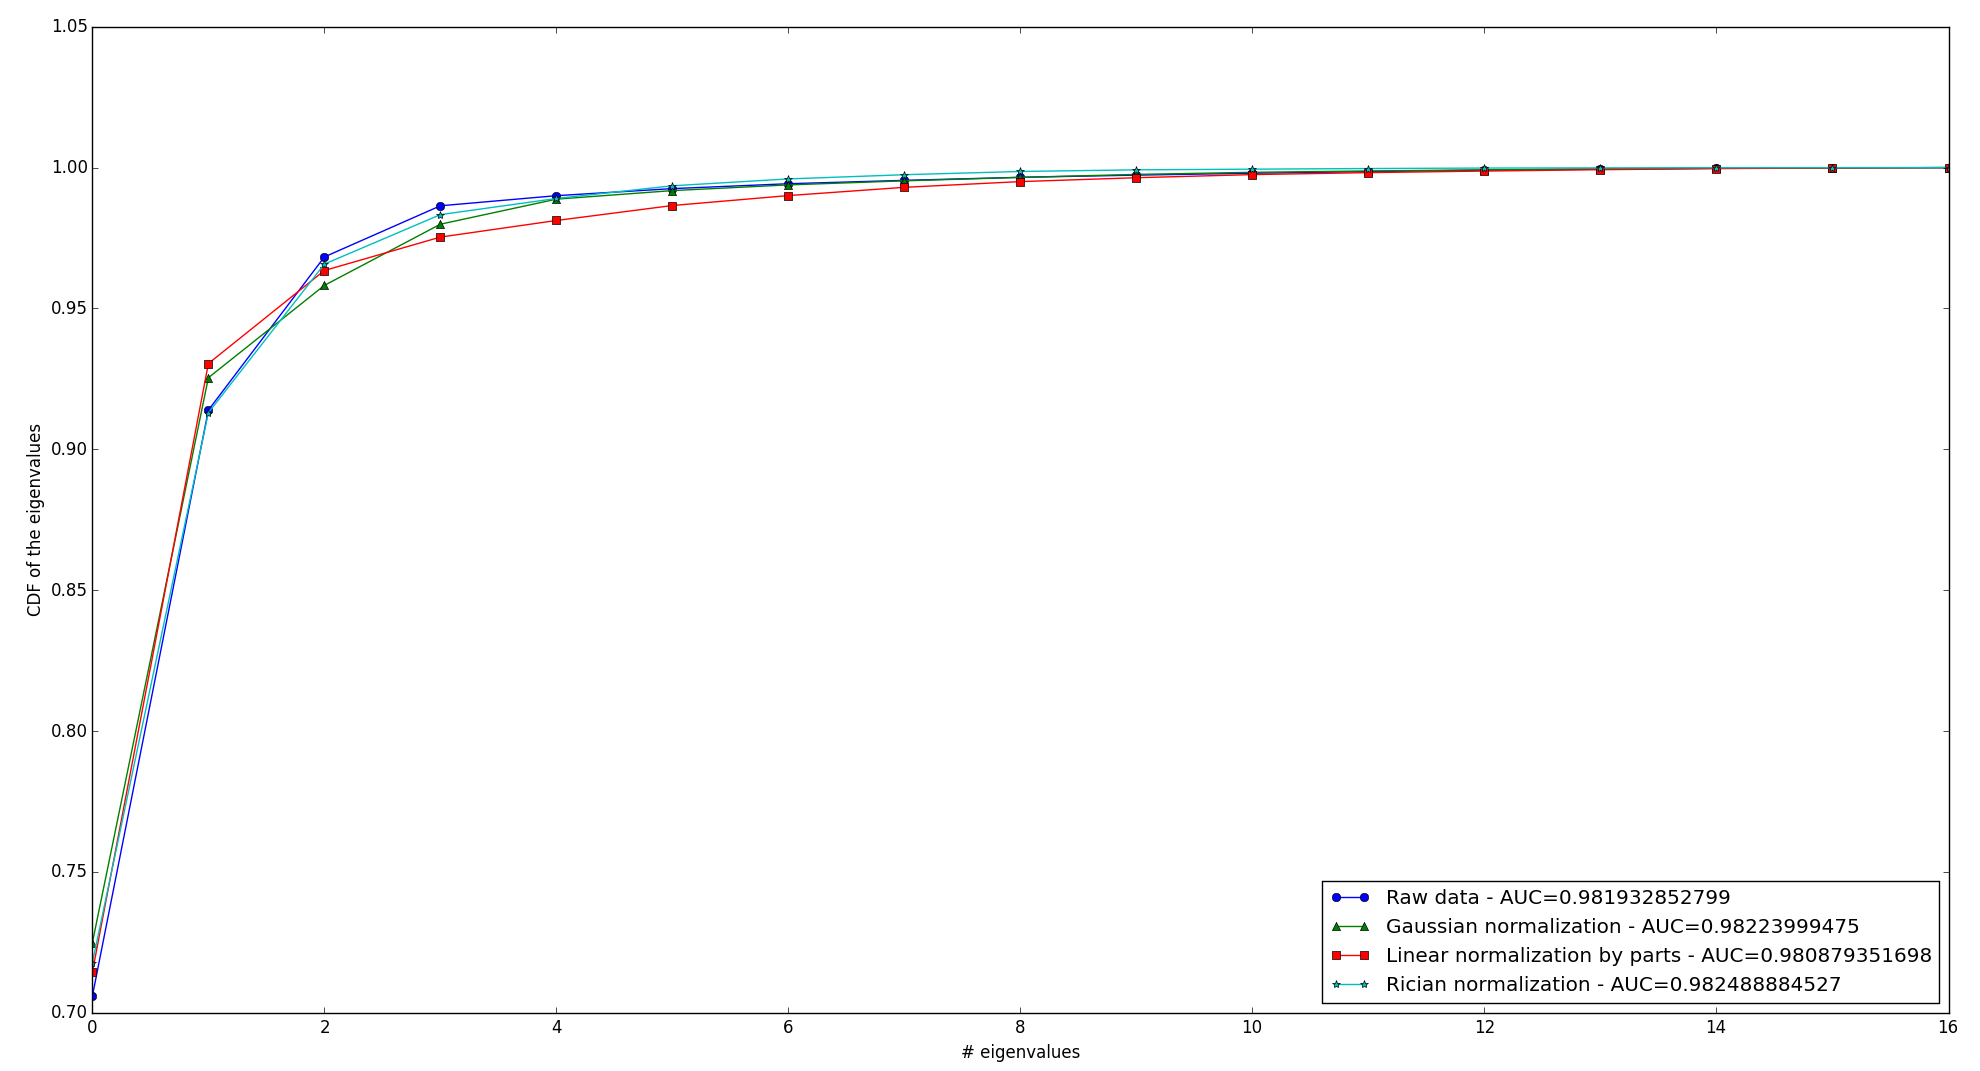 1.05
1.00
0.95
0.90
0.85
0.80
0.75
0.70
CDF of the eigenvalues
0 2 4 6 8 10 12 14 16
# eigenvalues
Raw data - AUC=0.981932852799
Gaussian normalization - AUC=0.98223999475
Linear normalization by parts - AUC=0.980879351698
Rician normalization - AUC=0.982488884527